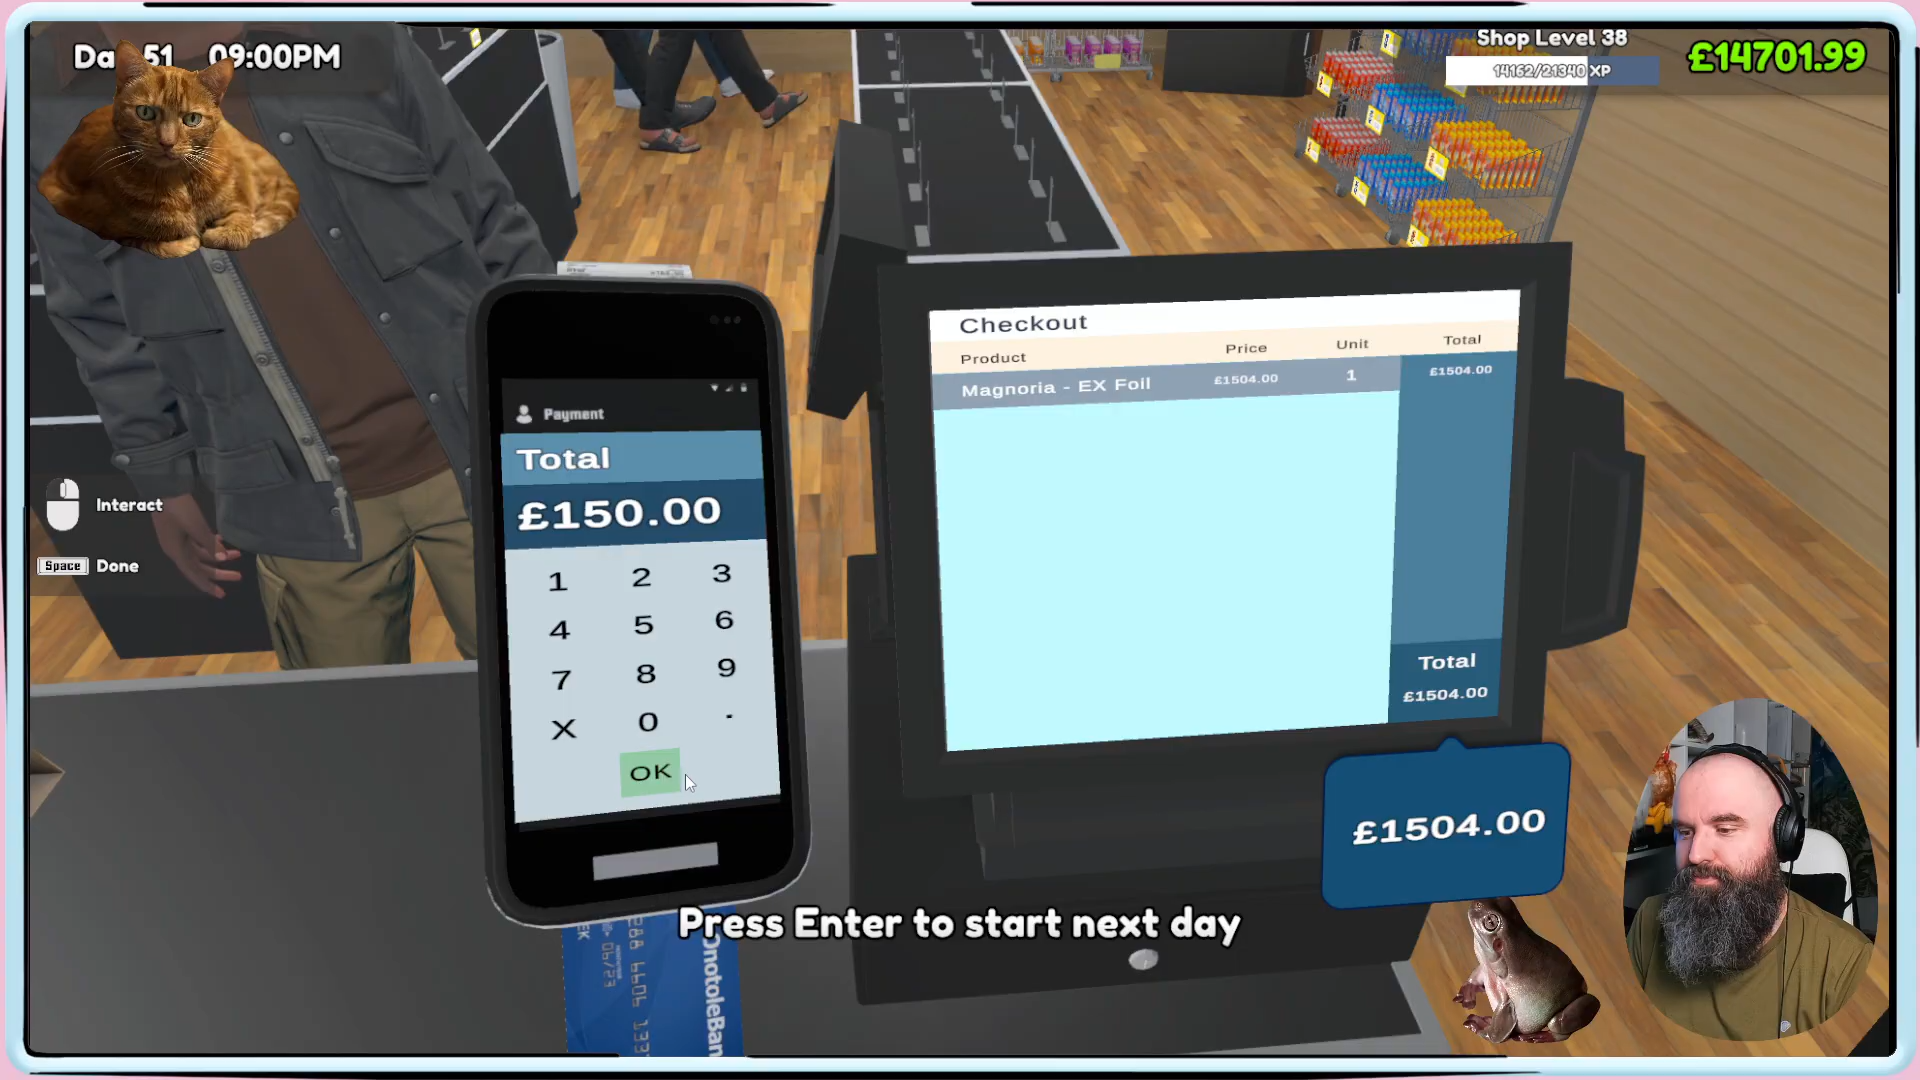 Da 51 09:00PM
Shop Level 38
14162/21340 XP
£14701.99
Interact
Space Done
Payment
Total
£150.00
1 2 3
4 5 6
7 8 9
X 0 .
OK
Checkout
Product Price Unit Total
Magnoria - EX Foil £1504.00 1 £1504.00
Total
£1504.00
£1504.00
Press Enter to start next day
OnotoleBan